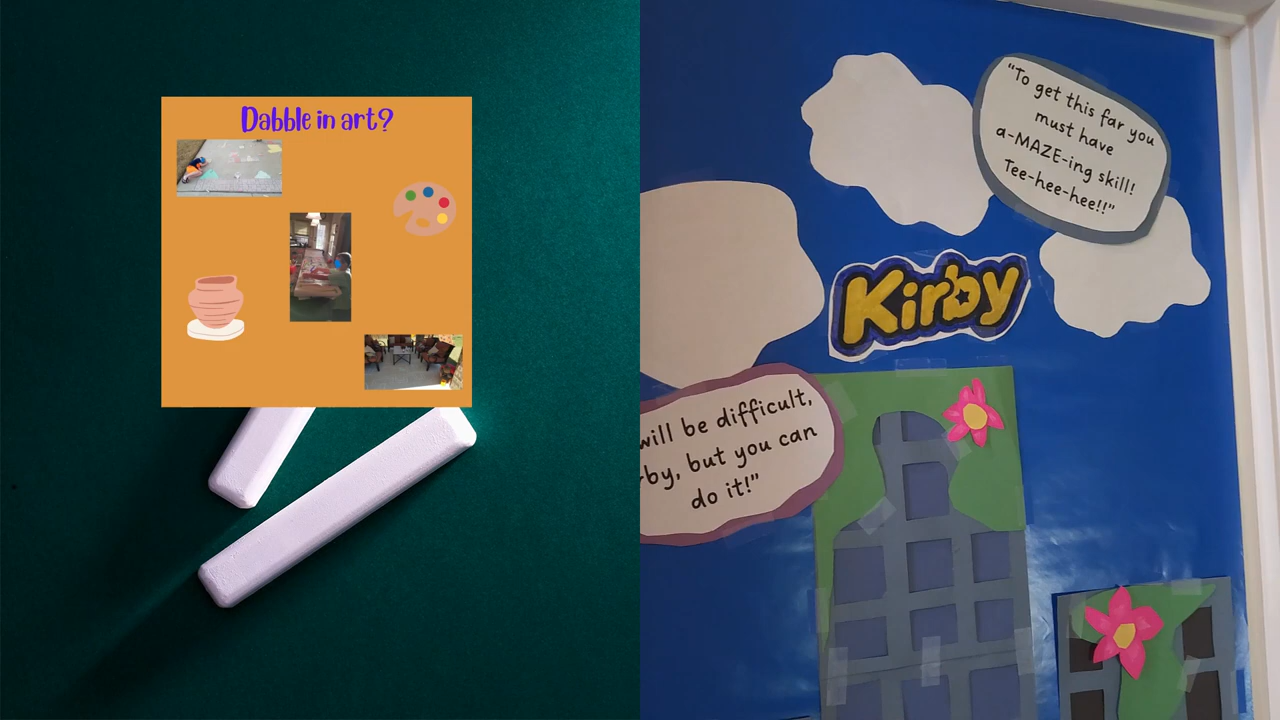 Dabble in art?
"To get this far you
must have
a-MAZE-ing skill!
Tee-hee-hee!!"
Kirby
will be difficult,
but you can
do it!"